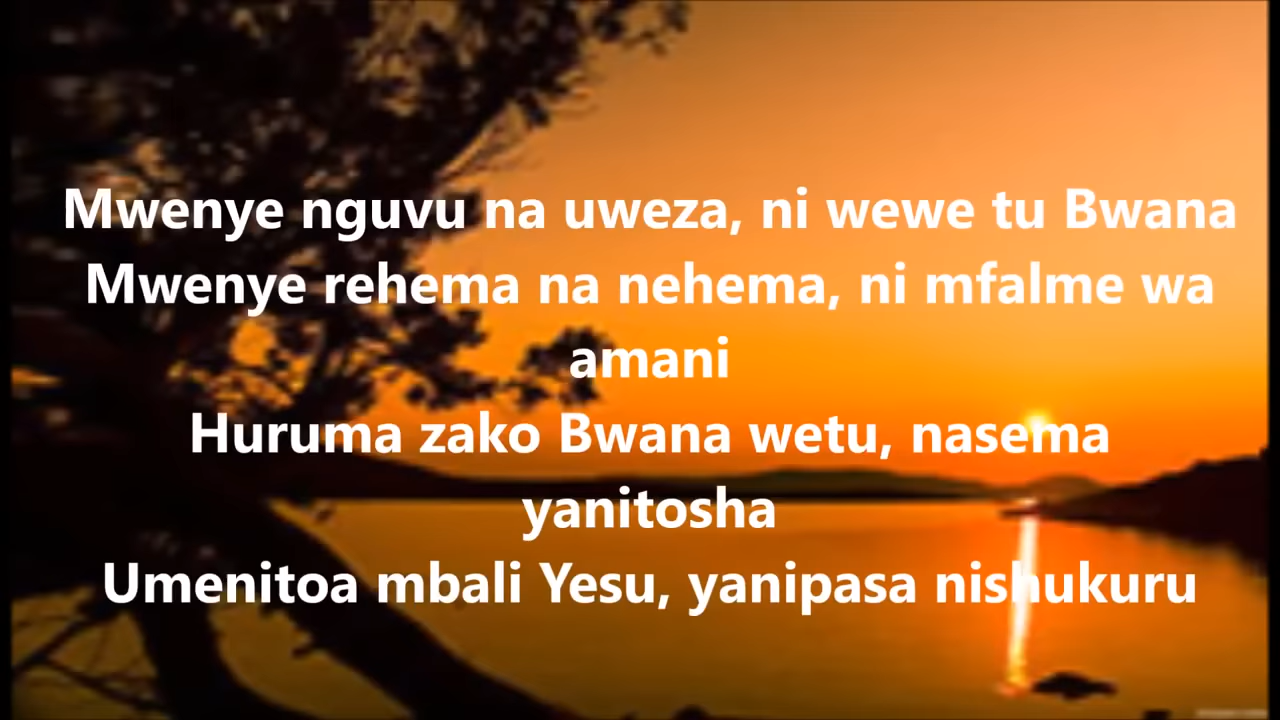 Mwenye nguvu na uweza, ni wewe tu Bwana
Mwenye rehema na nehema, ni mfalme wa
amani
Huruma zako Bwana wetu, nasema
yanitosha
Umenitoa mbali Yesu, yanipasa nishukuru